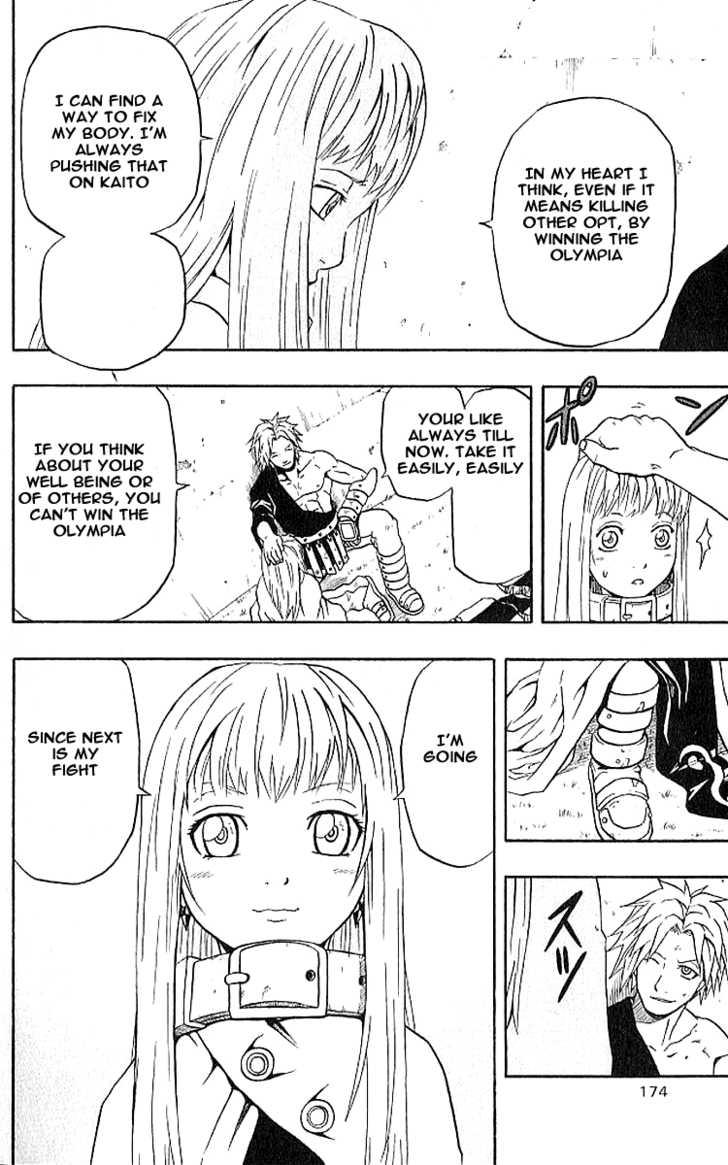 IN MY HEART I
THINK, EVEN IF IT
MEANS KILLING
OTHER OPT, BY
WINNING THE
OLYMPIA
I CAN FIND A
WAY TO FIX
MY BODY. I'M
ALWAYS
PUSHING THAT
ON KAITO
ポン
YOUR LIKE
ALWAYS TILL
NOW. TAKE IT
EASILY, EASILY
IF YOU THINK
ABOUT YOUR
WELL BEING OR
OF OTHERS, YOU
CAN'T WIN THE
OLYMPIA
スッ
I'M
GOING
SINCE NEXT
IS MY
FIGHT
174